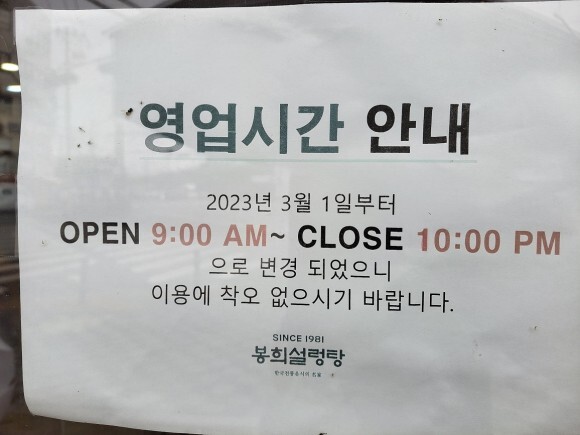 영업시간 안내
2023년 3월 1일부터
OPEN 9:00 AM~ CLOSE 10:00 PM
으로 변경 되었으니
이용에 착오 없으시기 바랍니다.
SINCE 1981
봉희설렁탕